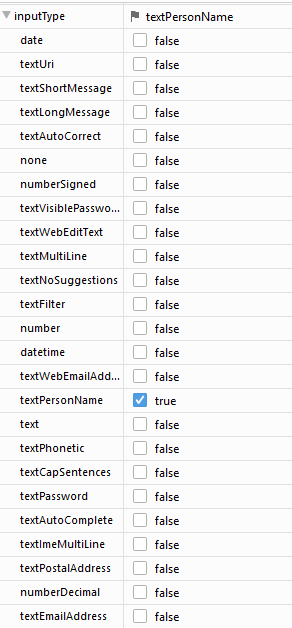 inputType textPersonName
date false
textUri false
textShortMessage false
textLongMessage false
textAutoCorrect false
none false
numberSigned false
textVisiblePasswo... false
textWebEditText false
textMultiLine false
textNoSuggestions false
textFilter false
number false
datetime false
textWebEmailAdd... false
textPersonName true
text false
textPhonetic false
textCapSentences false
textPassword false
textAutoComplete false
textImeMultiLine false
textPostalAddress false
numberDecimal false
textEmailAddress false